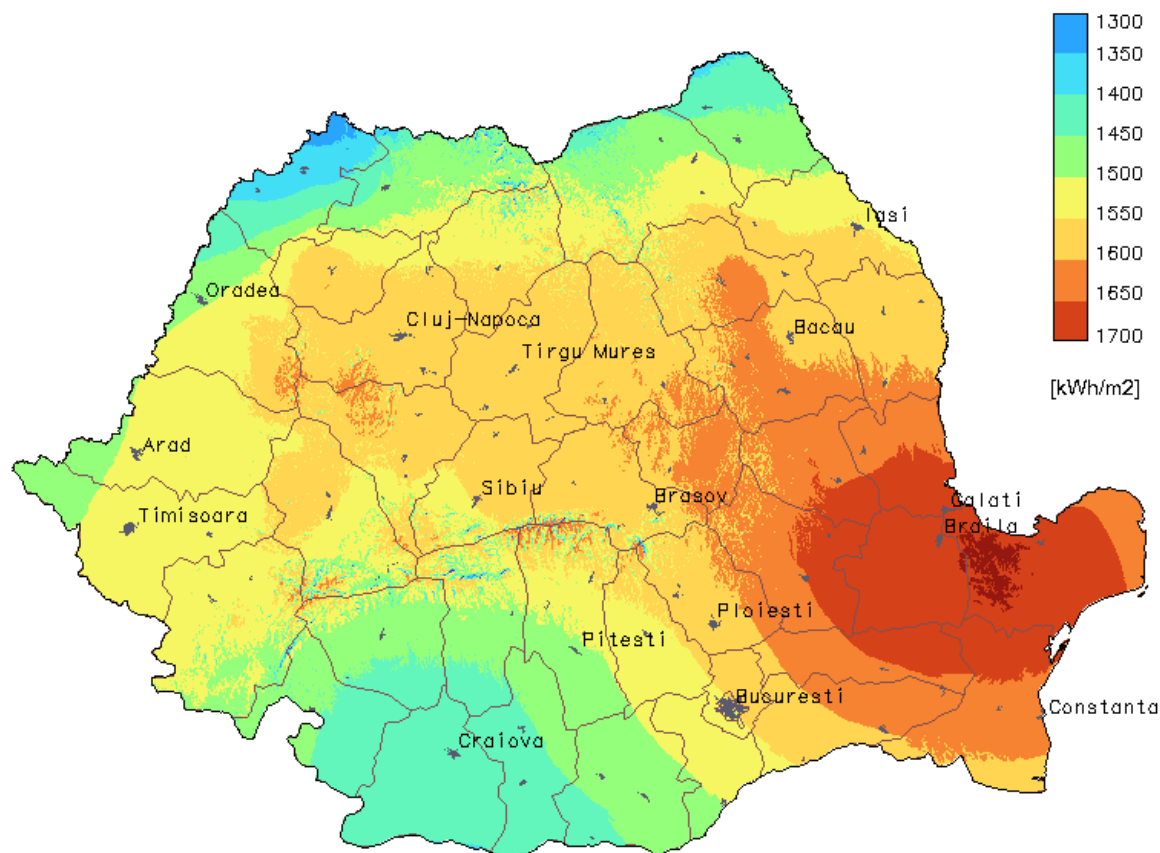 1300
1350
1400
1450
1500
1550
1600
1650
1700
[kWh/m2]
Iasi
Oradea
Cluj-Napoca
Bacau
Tirgu Mures
Arad
Sibiu
Brasov
Galati
Timisoara
Braila
Ploiesti
Pitesti
Bucuresti
Constanta
Craiova